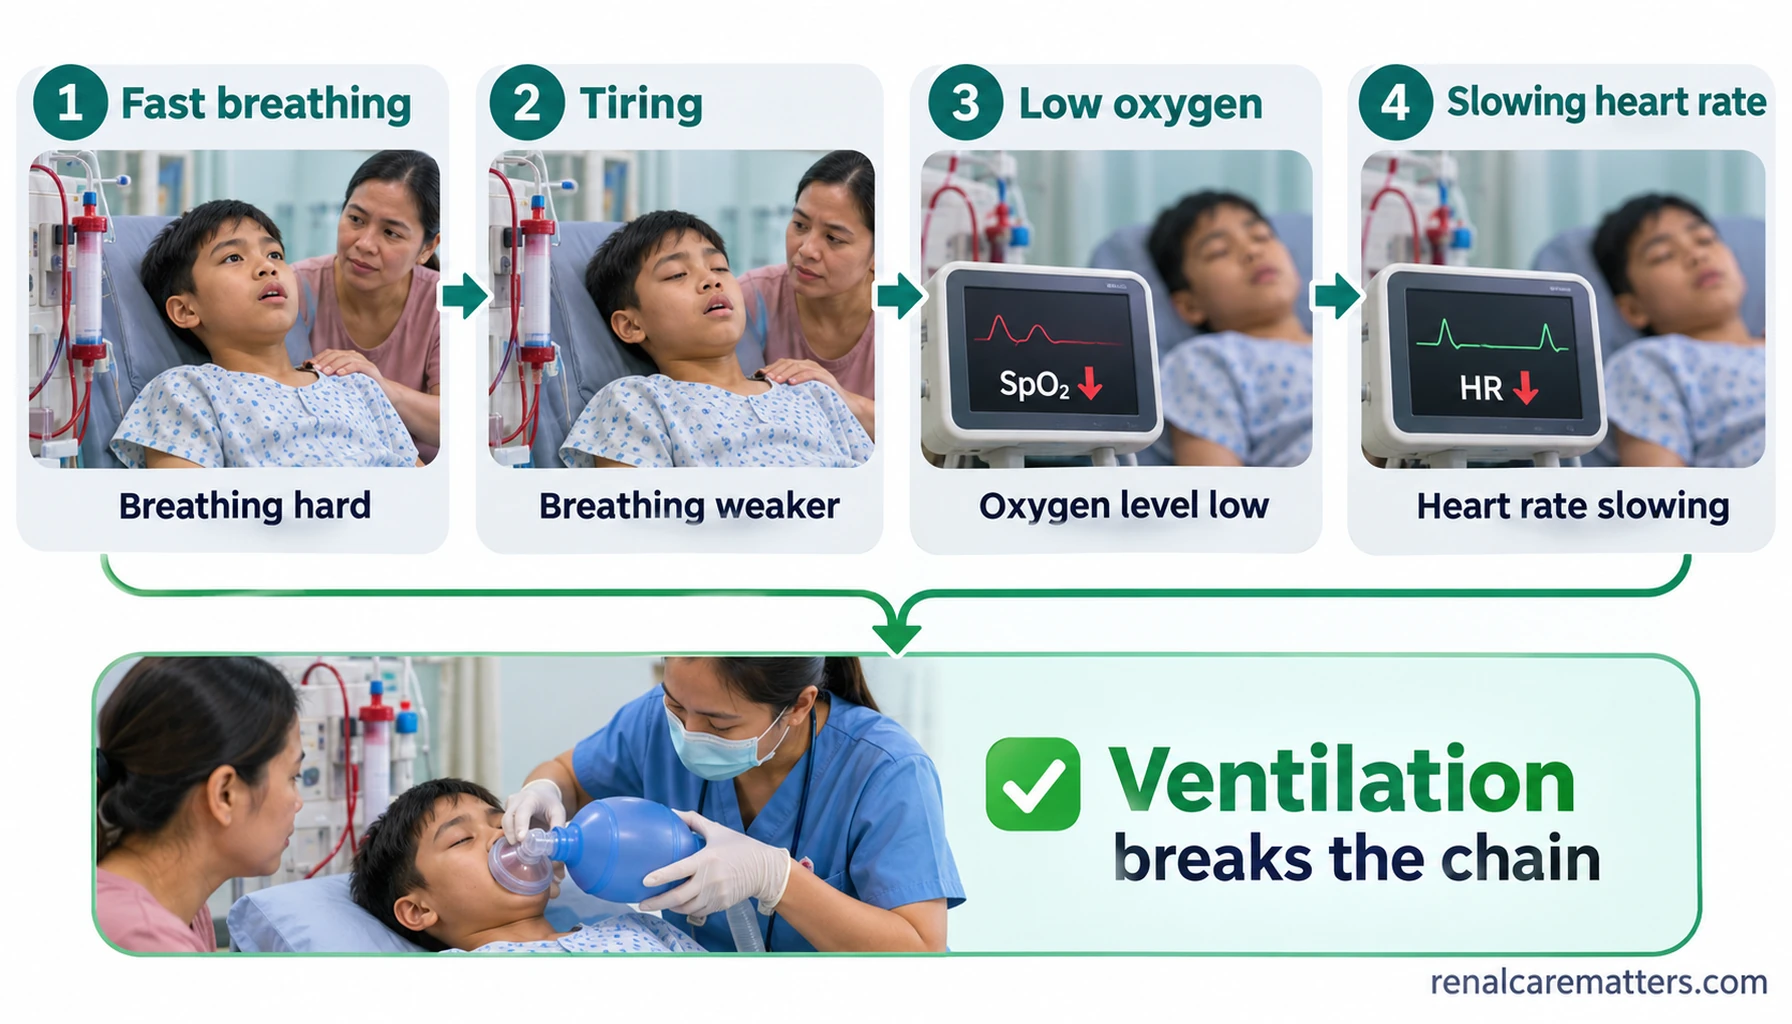 1 Fast breathing
2 Tiring
3 Low oxygen
4 Slowing heart rate
SpO₂
HR
Breathing hard
Breathing weaker
Oxygen level low
Heart rate slowing
Ventilation
breaks the chain
renalcarematters.com